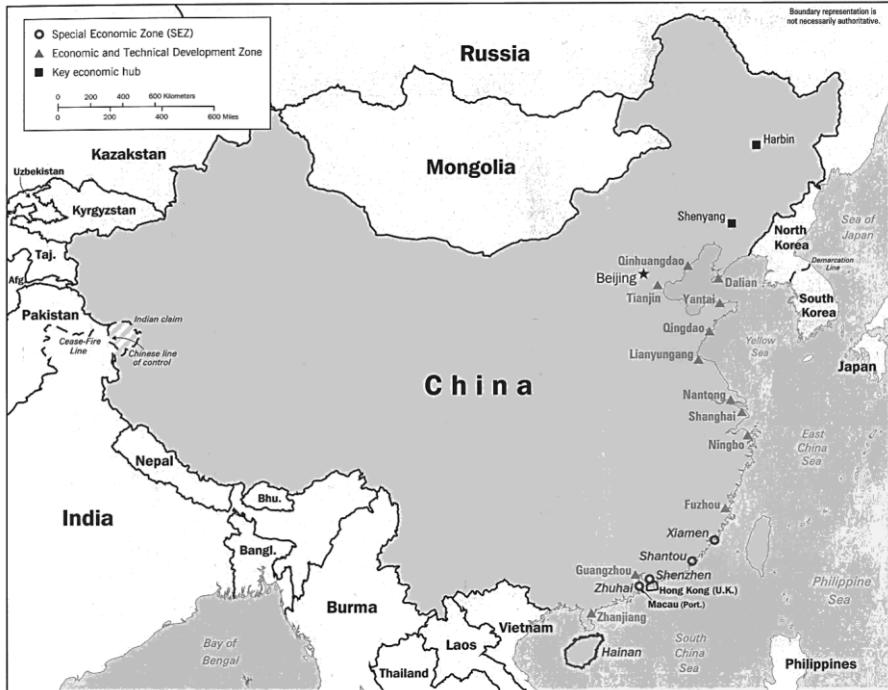 Boundary representation is
not necessarily authoritative.
Special Economic Zone (SEZ)
Economic and Technical Development Zone
Key economic hub
0 200 400 600 Kilometers
0 200 400 600 Miles
Russia
Kazakstan
Mongolia
Harbin
Uzbekistan
Kyrgyzstan
Shenyang
North
Korea
Sea of
Japan
Taj.
Afg
Qinhuangdao
Demarcation
Line
Beijing
Dalian
Tianjin
Yantai
South
Korea
Pakistan
Indian claim
Cease-Fire
Line
Chinese line
of control
Qingdao
Yellow
Sea
Lianyungang
Japan
China
Nantong
Shanghai
Ningbo
East
China
Sea
Nepal
Bhu.
India
Fuzhou
Xiamen
Bangl.
Shantou
Guangzhou
Shenzhen
Zhuhai
Hong Kong (U.K.)
Macau (Port.)
Philippine
Sea
Burma
Zhanjiang
Vietnam
Laos
Hainan
South
China
Sea
Bay of
Bengal
Thailand
Philippines